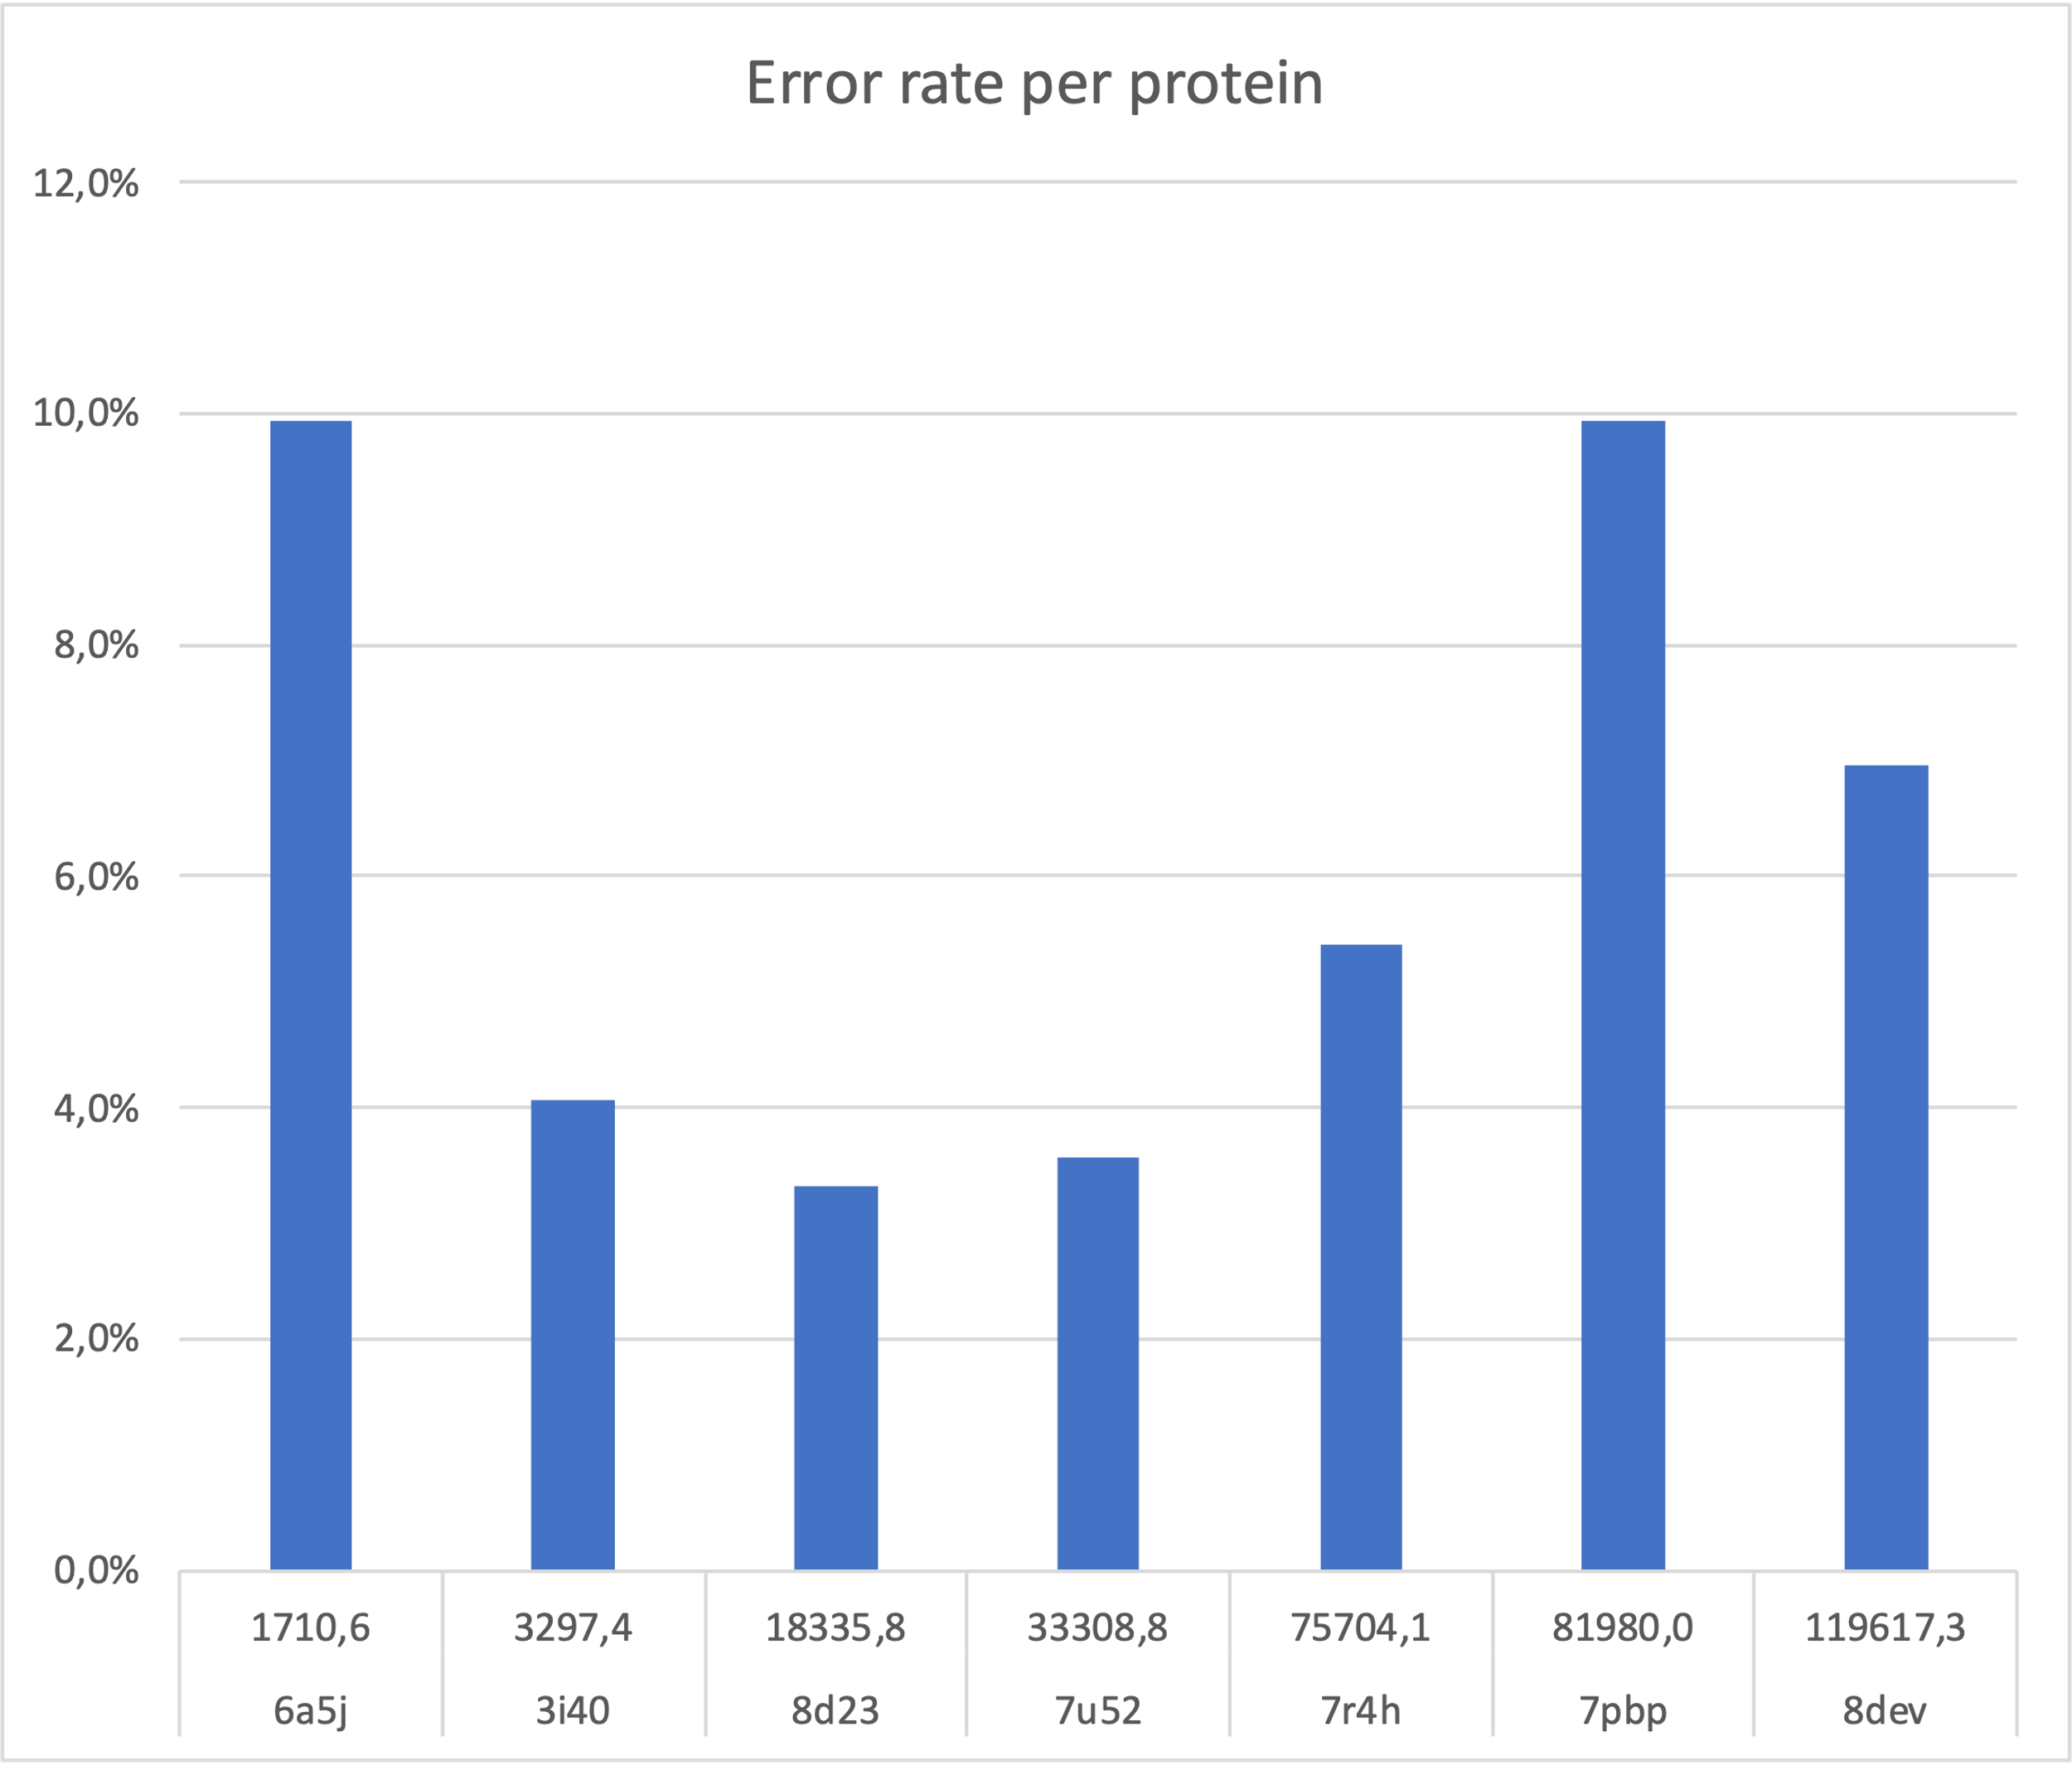 Error rate per protein
12,0%
10,0%
8,0%
6,0%
4,0%
2,0%
0,0%
1710,6 3297,4 18335,8 33308,8 77704,1 81980,0 119617,3
6a5j 3i40 8d23 7u52 7r4h 7pbp 8dev